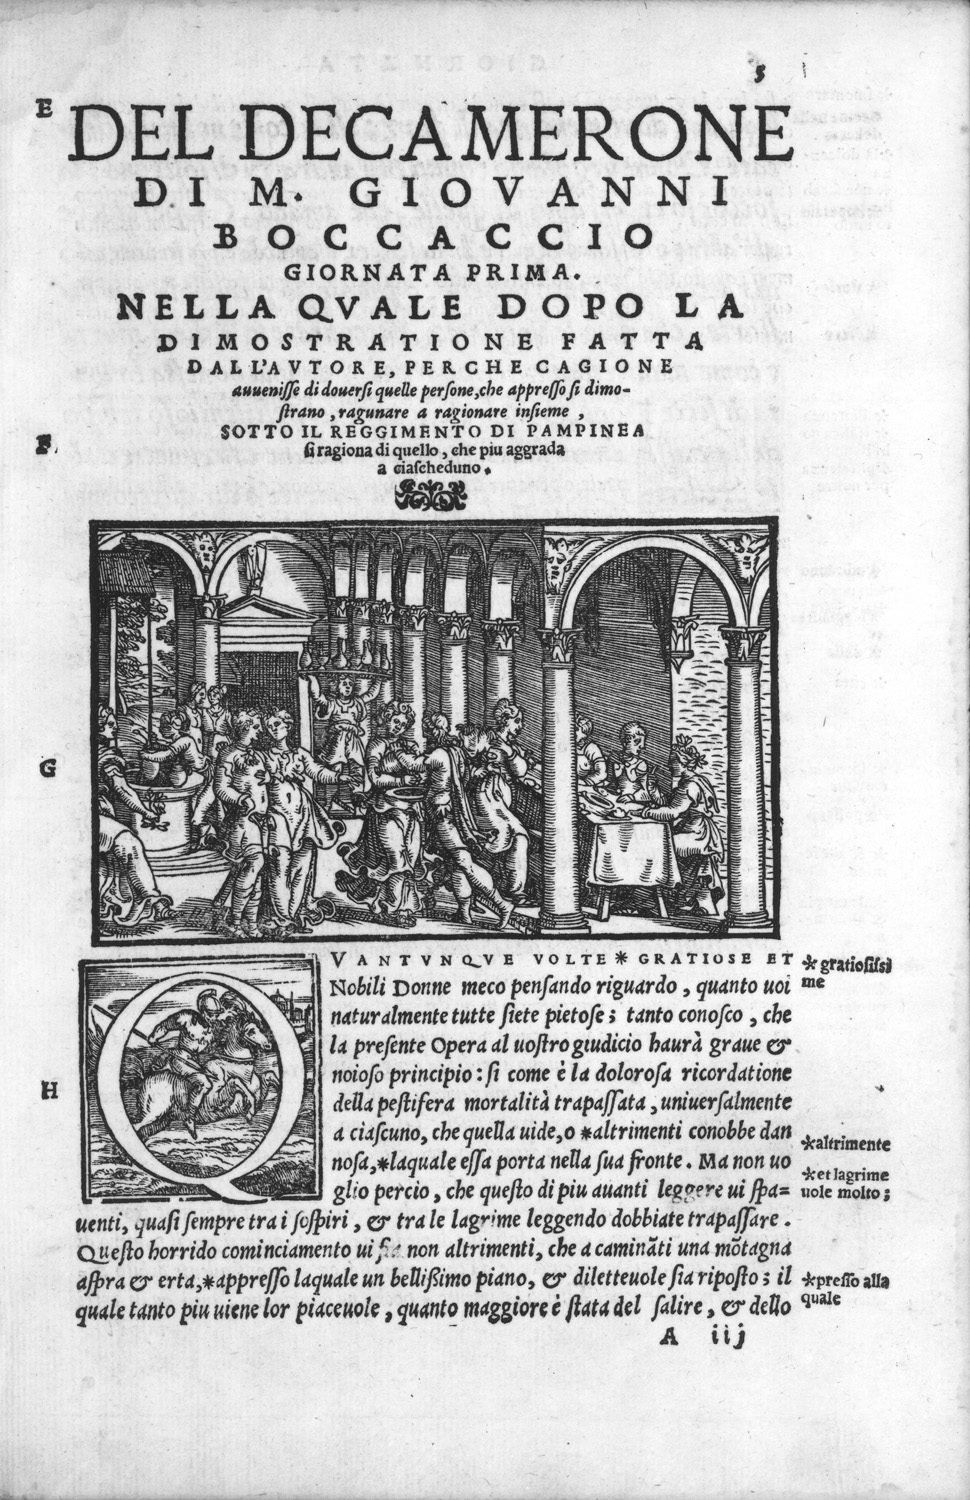 5
E
DEL DECAMERONE
DI M. GIOVANNI
BOCCACCIO
GIORNATA PRIMA.
NELLA QVALE DOPO LA
DIMOSTRATIONE FATTA
DALL'AVTORE, PERCHE CAGIONE
auuenisse di douersi quelle persone, che appresso si dimo-
strano, ragunare a ragionare insieme,
SOTTO IL REGGIMENTO DI PAMPINEA
F
si ragiona di quello, che piu aggrada
a ciascheduno.
G
QVANTVNQVE VOLTE * GRATIOSE ET
* gratiosissi
me
Nobili Donne meco pensando riguardo, quanto uoi
naturalmente tutte siete pietose; tanto conosco, che
la presente Opera al uostro giudicio haurà graue &
noioso principio: si come è la dolorosa ricordatione
H
della pestifera mortalità trapassata, uniuersalmente
a ciascuno, che quella uide, o *altrimenti conobbe dan
*altrimente
nosa, *laquale essa porta nella sua fronte. Ma non uo
*et lagrime
uole molto;
glio percio, che questo di piu auanti leggere ui spa=
uenti, quasi sempre tra i sospiri, & tra le lagrime leggendo dobbiate trapassare.
Questo horrido cominciamento ui fia non altrimenti, che a caminãti una mõtagna
aspra & erta, *appresso laquale un bellissimo piano, & diletteuole sia riposto; il
*presso alla
quale
quale tanto piu uiene lor piaceuole, quanto maggiore è stata del salire, & dello
A iij